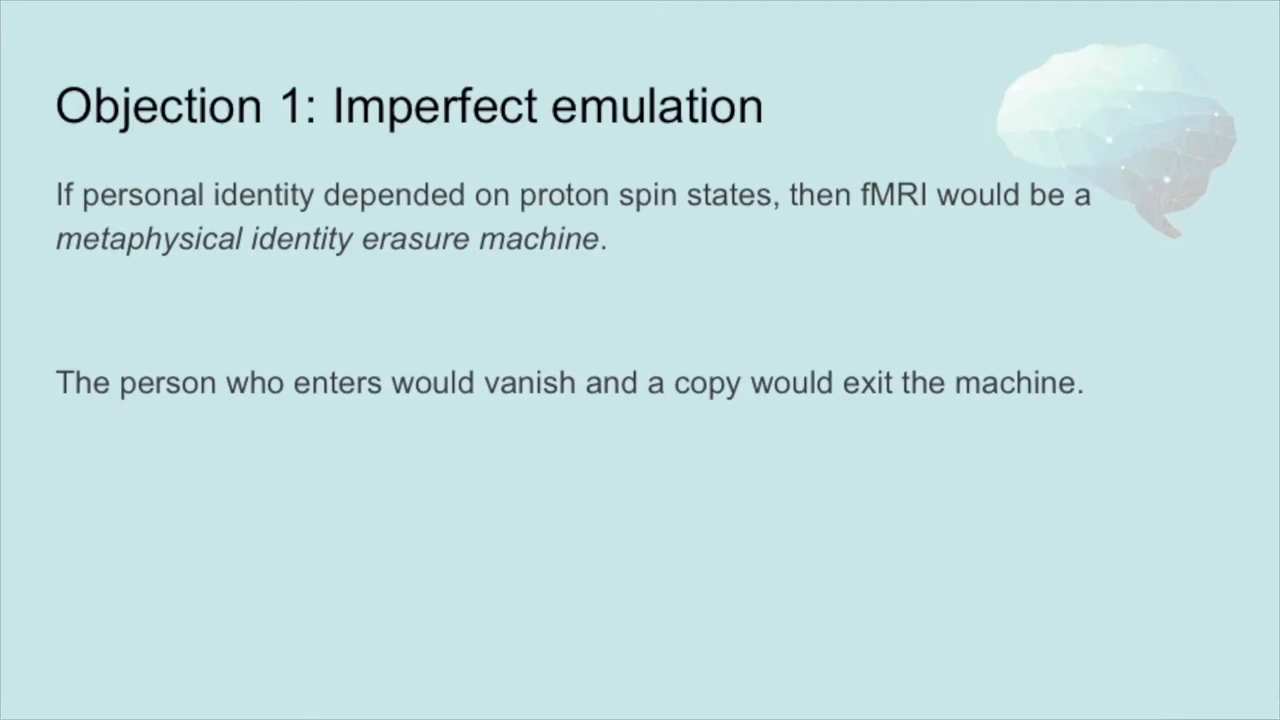 Objection 1: Imperfect emulation
If personal identity depended on proton spin states, then fMRI would be a
metaphysical identity erasure machine.
The person who enters would vanish and a copy would exit the machine.